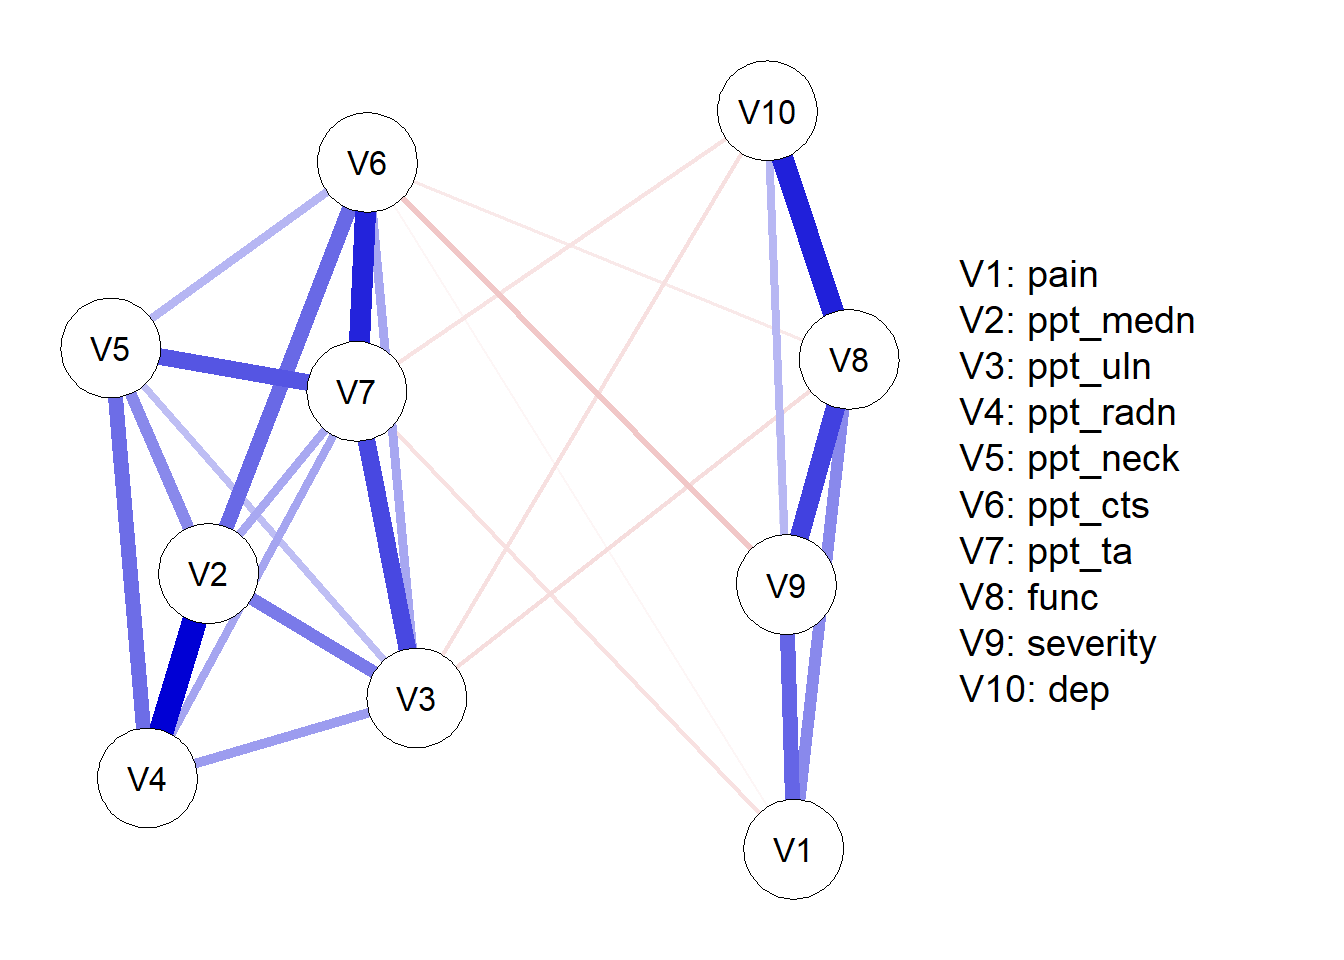 V10
V6
V5
V8
V7
V2
V9
V3
V4
V1
V1: pain
V2: ppt_medn
V3: ppt_uln
V4: ppt_radn
V5: ppt_neck
V6: ppt_cts
V7: ppt_ta
V8: func
V9: severity
V10: dep